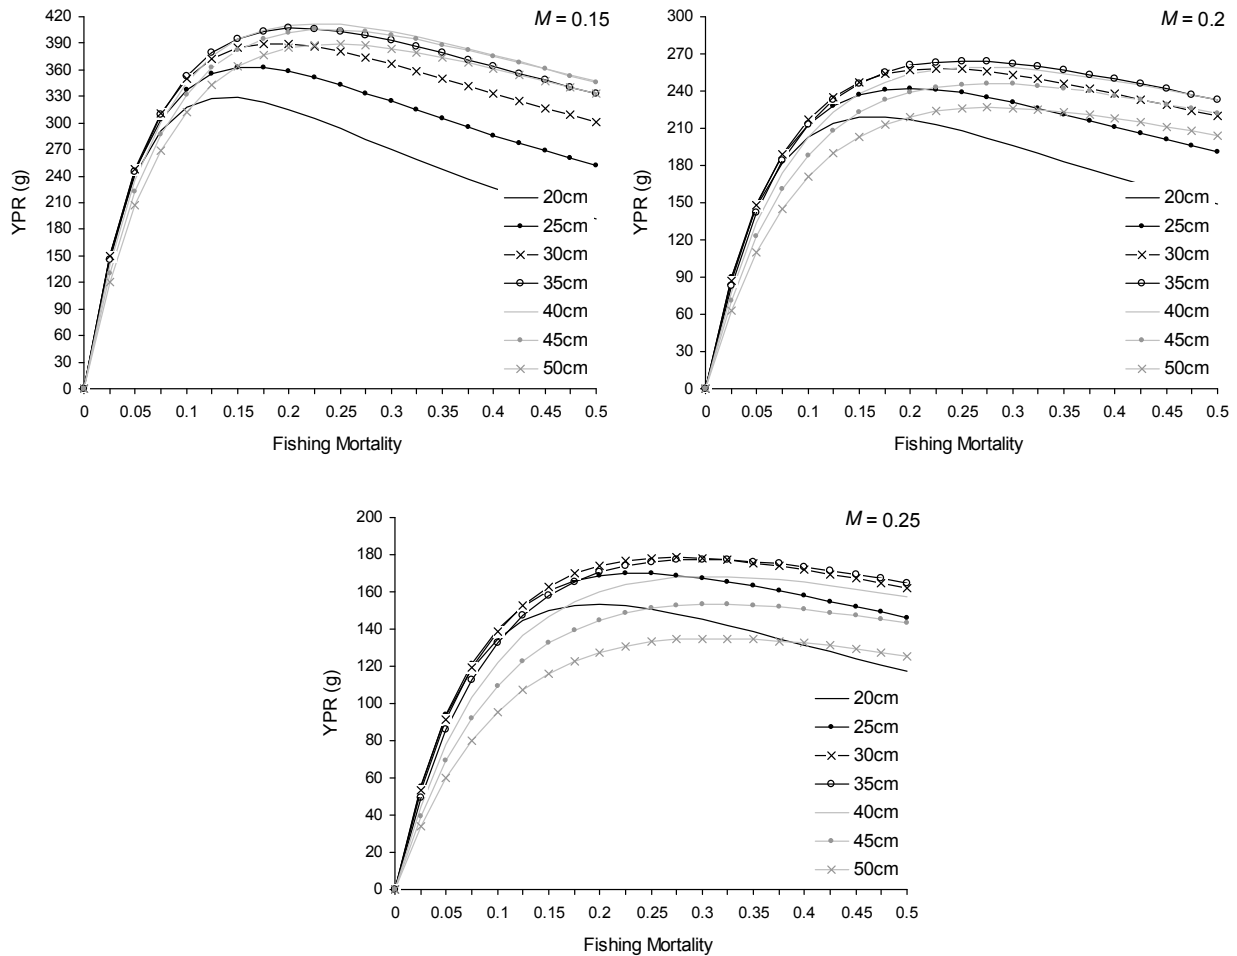 M = 0.15
YPR (g)
420
390
360
330
300
270
240
210
180
150
120
90
60
30
0
0 0.05 0.1 0.15 0.2 0.25 0.3 0.35 0.4 0.45 0.5
Fishing Mortality
20cm
25cm
30cm
35cm
40cm
45cm
50cm
M = 0.2
YPR (g)
300
270
240
210
180
150
120
90
60
30
0
0 0.05 0.1 0.15 0.2 0.25 0.3 0.35 0.4 0.45 0.5
Fishing Mortality
20cm
25cm
30cm
35cm
40cm
45cm
50cm
M = 0.25
YPR (g)
200
180
160
140
120
100
80
60
40
20
0
0 0.05 0.1 0.15 0.2 0.25 0.3 0.35 0.4 0.45 0.5
Fishing Mortality
20cm
25cm
30cm
35cm
40cm
45cm
50cm